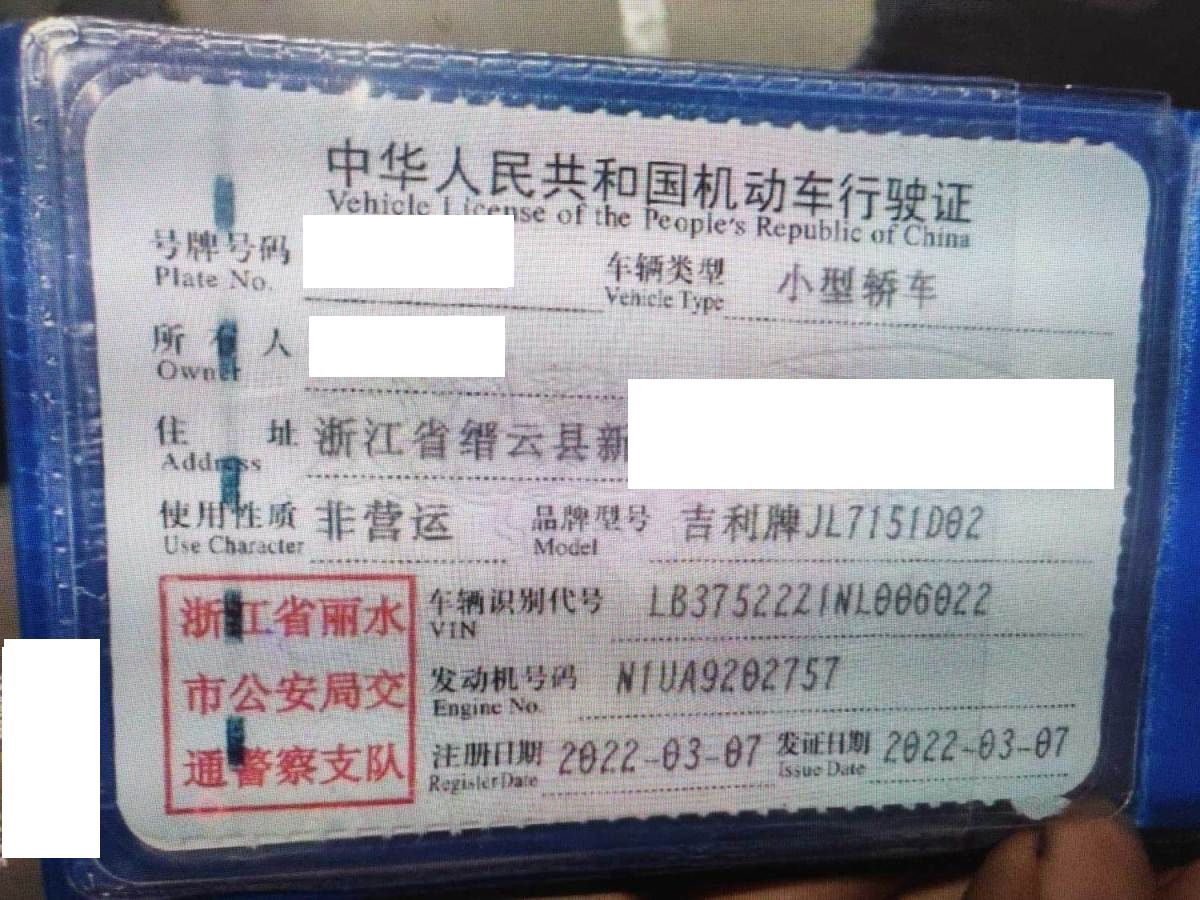 中华人民共和国机动车行驶证
Vehicle License of the People's Republic of China
号牌号码 车辆类型 小型轿车
Plate No. Vehicle Type
所有人
Owner
住址 浙江省缙云县新
Address
使用性质 非营运 品牌型号 吉利牌JL7151D02
Use Character Model
浙江省丽水 车辆识别代号 LB3752221NL006022
VIN
市公安局交 发动机号码 N1UA9202757
Engine No.
通警察支队 注册日期 2022-03-07 发证日期 2022-03-07
Register Date Issue Date